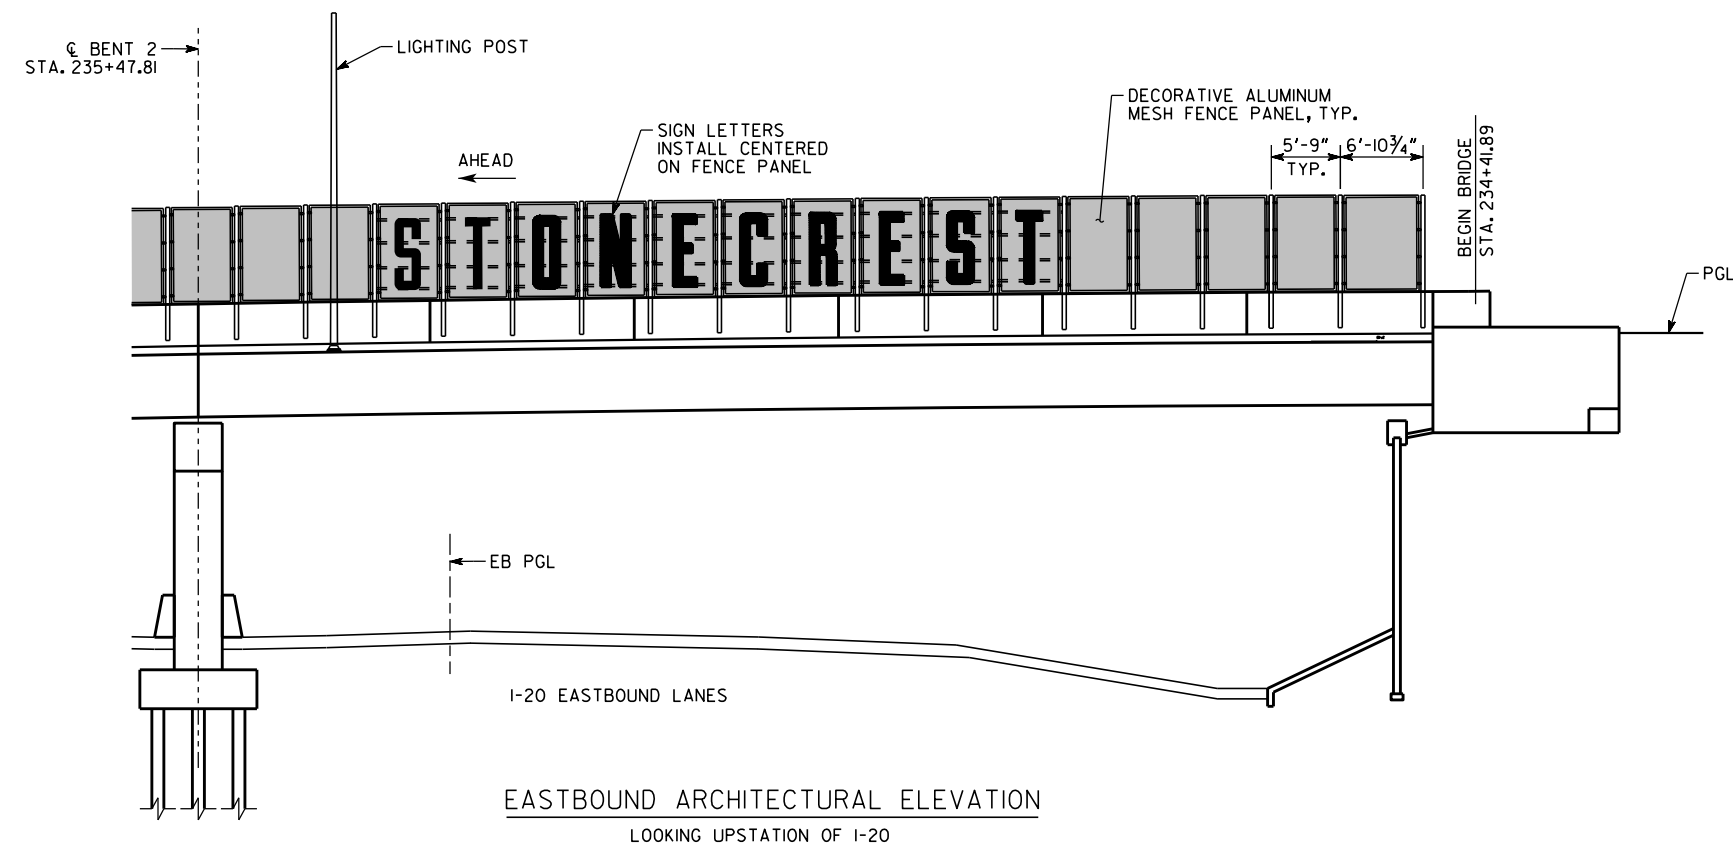 ℄ BENT 2
STA. 235+47.81
LIGHTING POST
AHEAD
SIGN LETTERS
INSTALL CENTERED
ON FENCE PANEL
DECORATIVE ALUMINUM
MESH FENCE PANEL, TYP.
5'-9"
TYP.
6'-10¾"
BEGIN BRIDGE
STA. 234+41.89
STONECREST
PGL
EB PGL
I-20 EASTBOUND LANES
EASTBOUND ARCHITECTURAL ELEVATION
LOOKING UPSTATION OF I-20